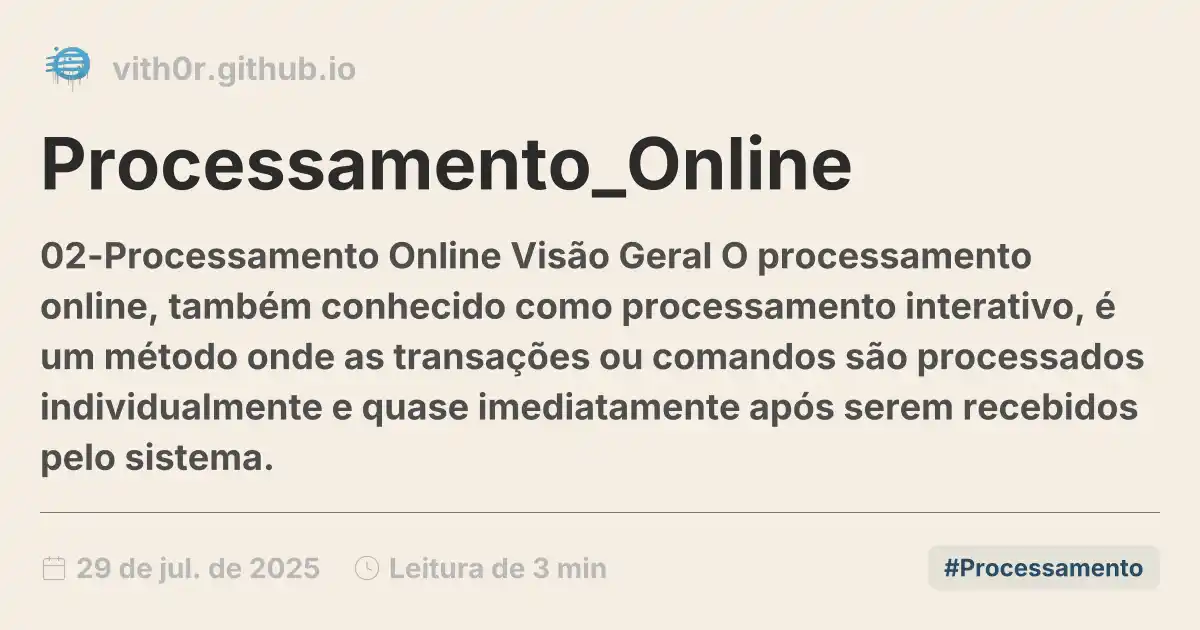 vith0r.github.io
Processamento_Online
02-Processamento Online Visão Geral O processamento
online, também conhecido como processamento interativo, é
um método onde as transações ou comandos são processados
individualmente e quase imediatamente após serem recebidos
pelo sistema.
29 de jul. de 2025 Leitura de 3 min #Processamento